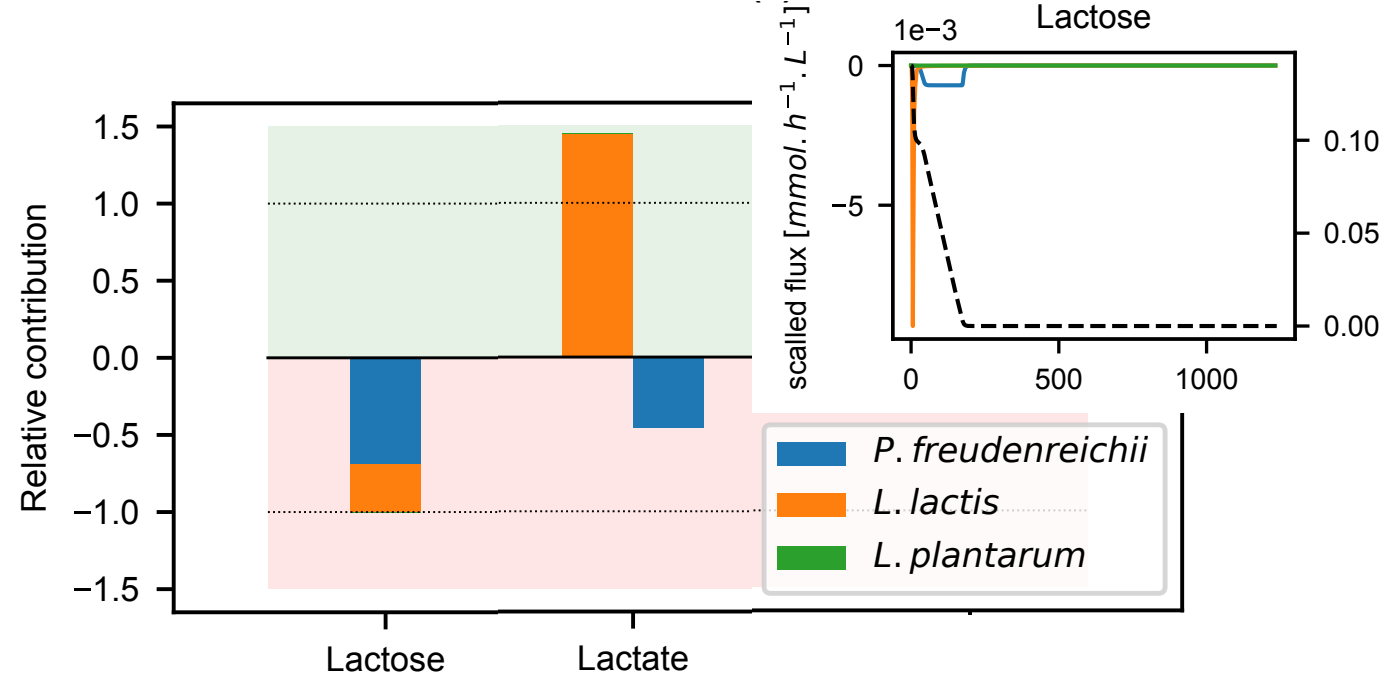 Lactose
1e−3
scalled flux [mmol. h⁻¹. L⁻¹]
0
−5
0.10
0.05
0.00
0
500
1000
Relative contribution
1.5
1.0
0.5
0.0
−0.5
−1.0
−1.5
Lactose
Lactate
P. freudenreichii
L. lactis
L. plantarum